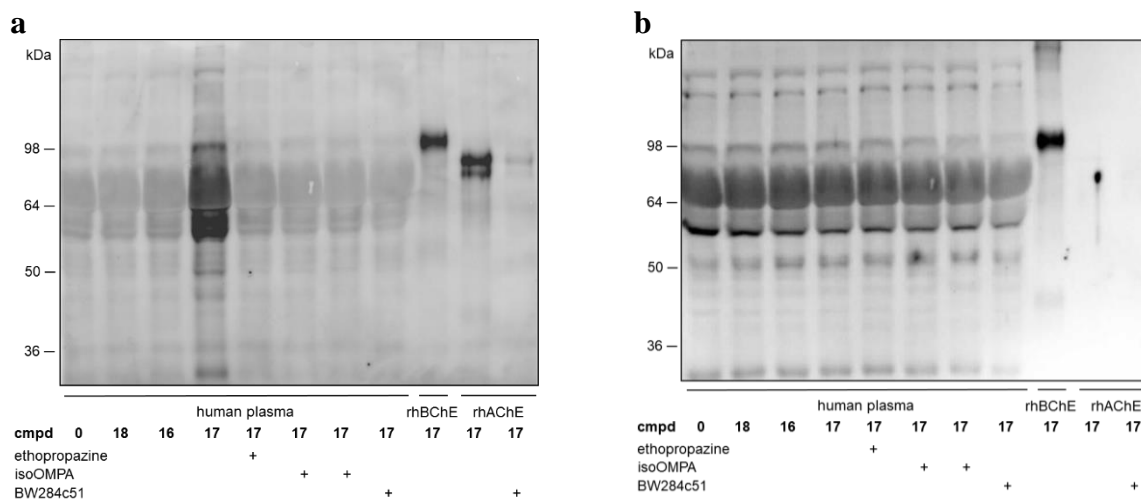 a
kDa
98
64
50
36
human plasma rhBChE rhAChE
cmpd 0 18 16 17 17 17 17 17 17 17 17
ethopropazine +
isoOMPA + +
BW284c51 + +
b
kDa
98
64
50
36
human plasma rhBChE rhAChE
cmpd 0 18 16 17 17 17 17 17 17 17 17
ethopropazine +
isoOMPA + +
BW284c51 + +